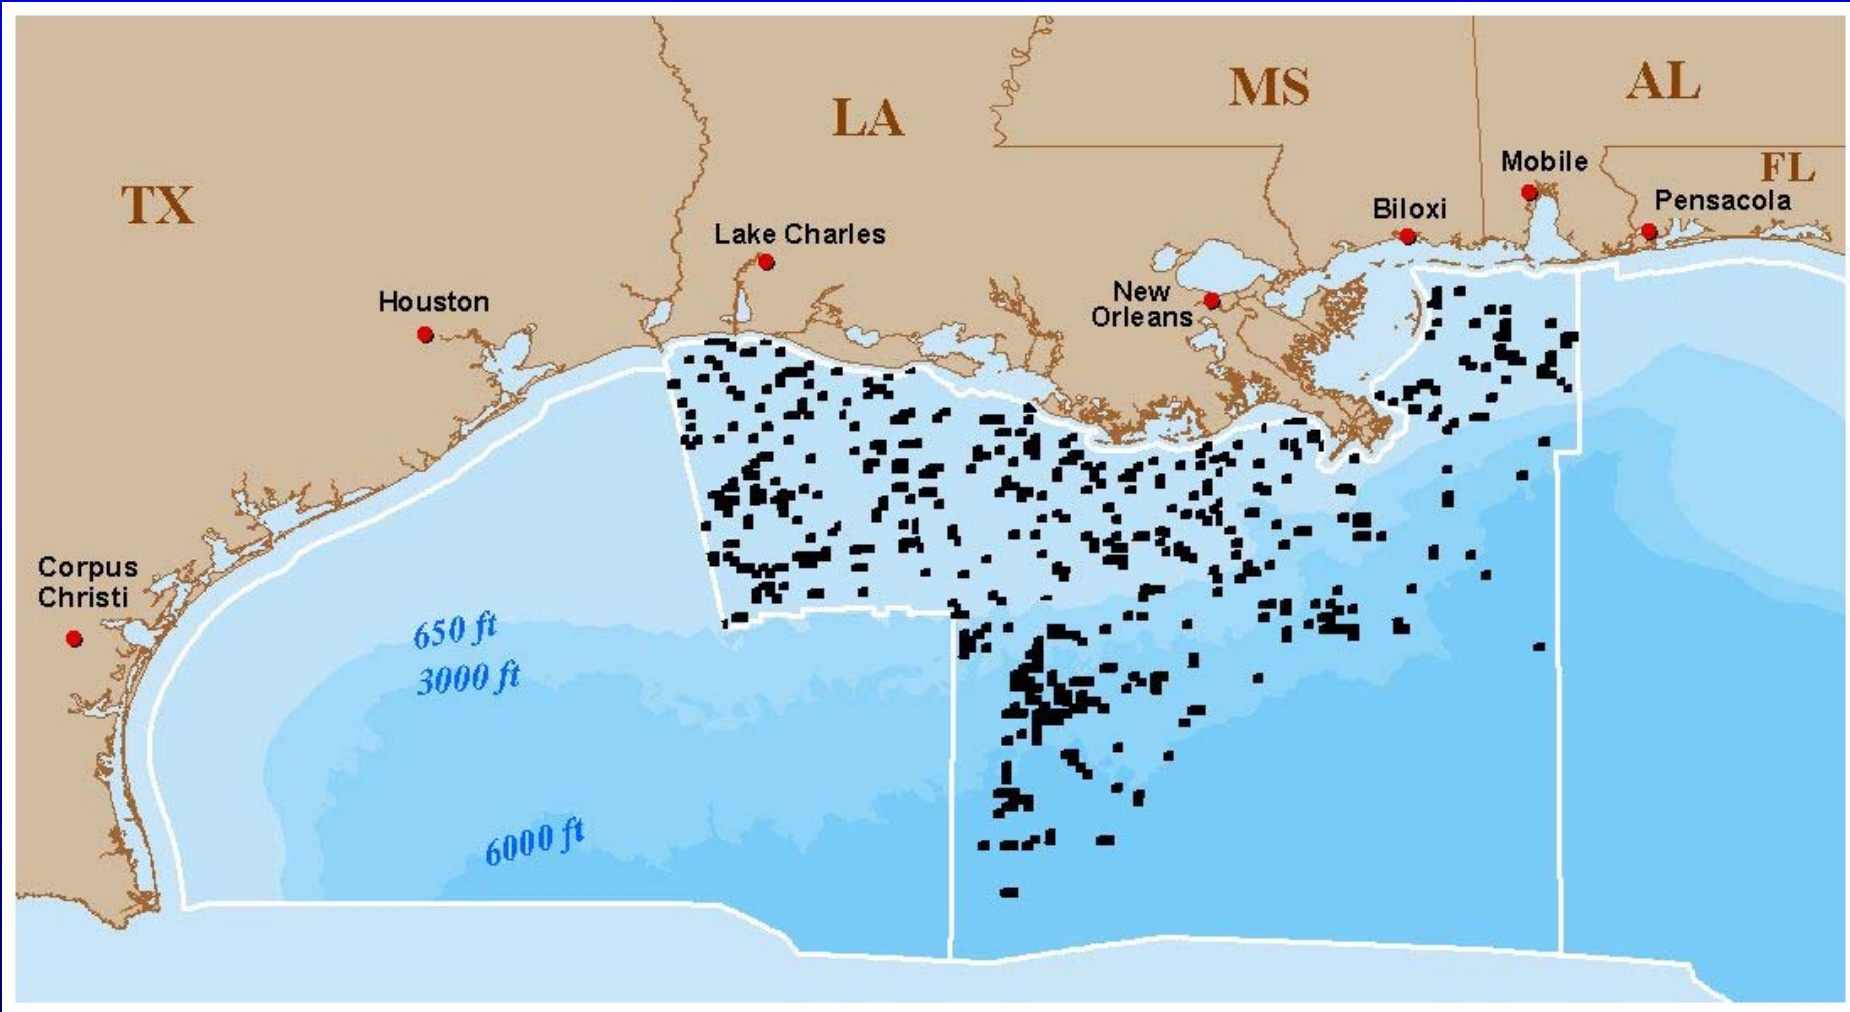 MS
AL
LA
Mobile
FL
TX
Pensacola
Biloxi
Lake Charles
New
Orleans
Houston
Corpus
Christi
650 ft
3000 ft
6000 ft